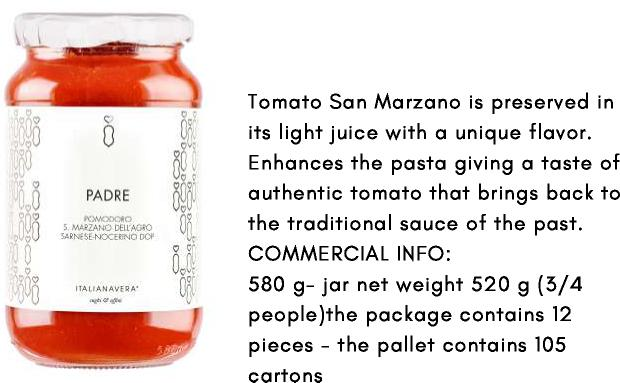 PADRE
POMODORO
S. MARZANO DELL'AGRO
SARNESE-NOCERINO DOP
ITALIANAVERA®
sughi & affini
Tomato San Marzano is preserved in
its light juice with a unique flavor.
Enhances the pasta giving a taste of
authentic tomato that brings back to
the traditional sauce of the past.
COMMERCIAL INFO:
580 g- jar net weight 520 g (3/4
people)the package contains 12
pieces - the pallet contains 105
cartons